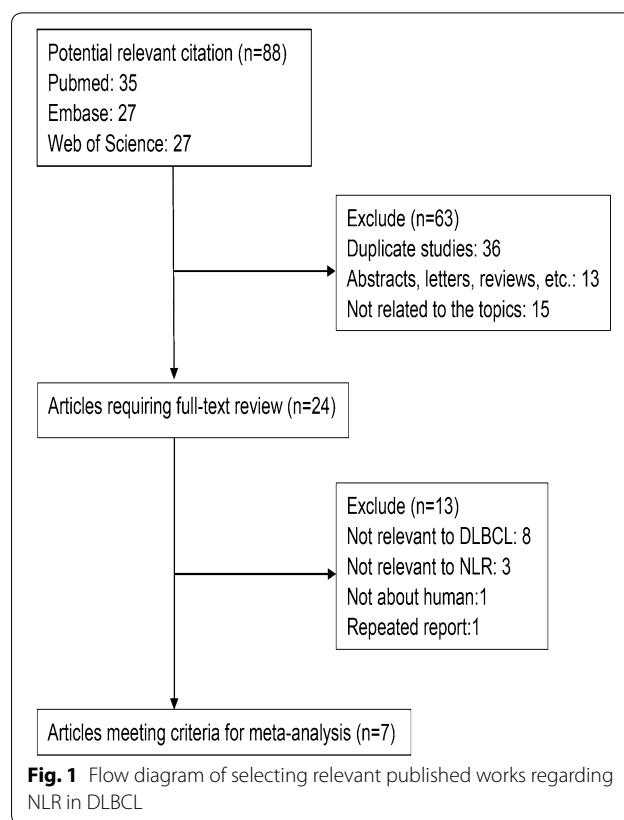 Potential relevant citation (n=88)
Pubmed: 35
Embase: 27
Web of Science: 27
Exclude (n=63)
Duplicate studies: 36
Abstracts, letters, reviews, etc.: 13
Not related to the topics: 15
Articles requiring full-text review (n=24)
Exclude (n=13)
Not relevant to DLBCL: 8
Not relevant to NLR: 3
Not about human:1
Repeated report:1
Articles meeting criteria for meta-analysis (n=7)
Fig. 1 Flow diagram of selecting relevant published works regarding
NLR in DLBCL